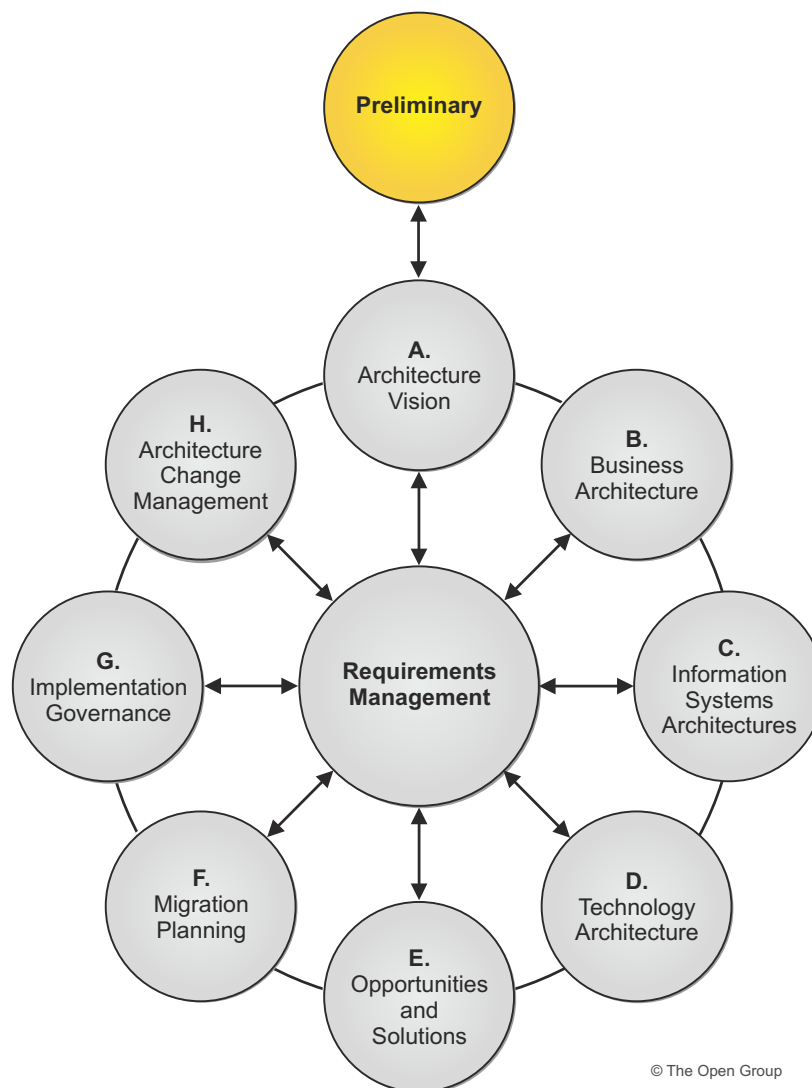 Preliminary
A.
Architecture
Vision
B.
Business
Architecture
C.
Information
Systems
Architectures
D.
Technology
Architecture
E.
Opportunities
and
Solutions
F.
Migration
Planning
G.
Implementation
Governance
H.
Architecture
Change
Management
Requirements
Management
© The Open Group